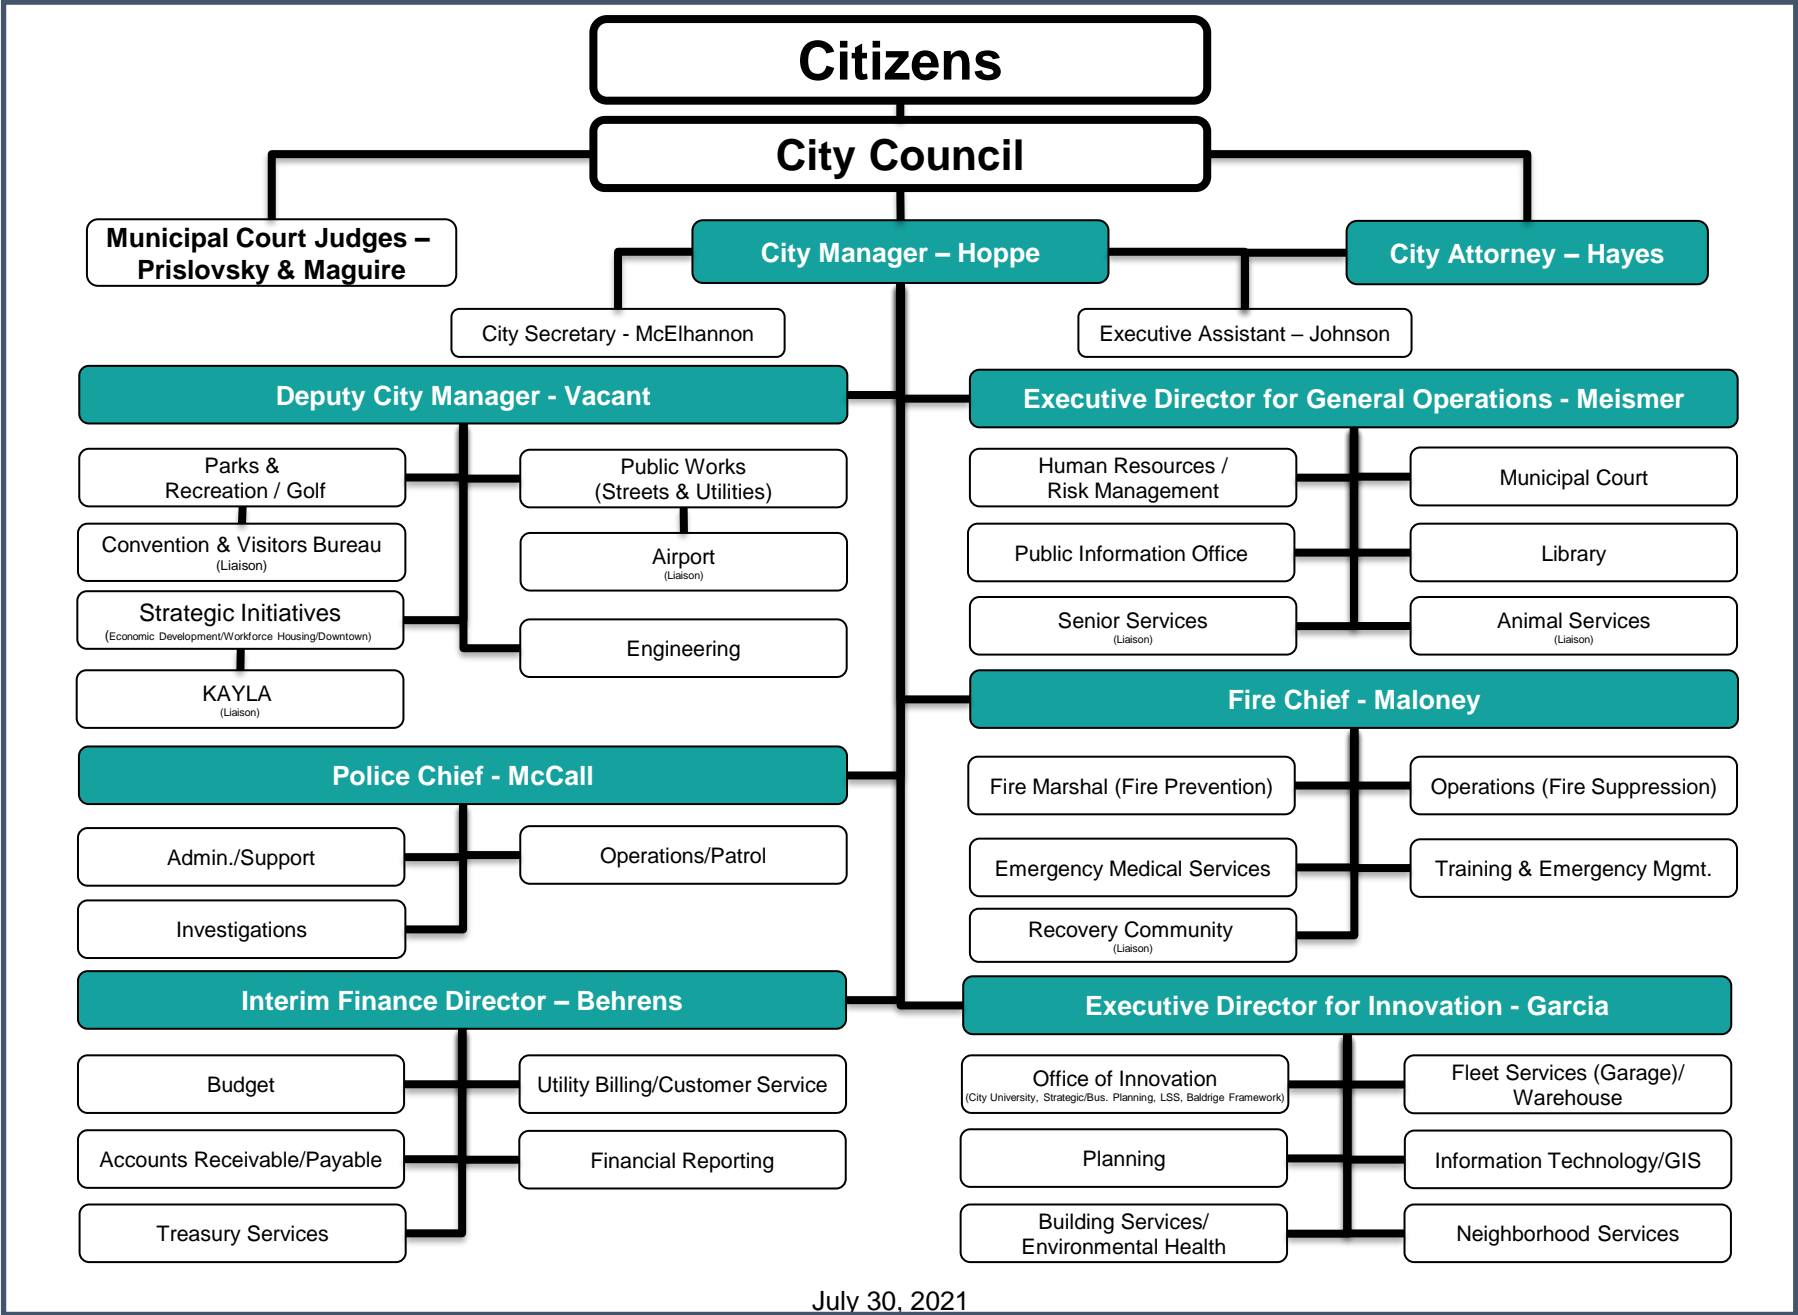 Citizens
City Council
Municipal Court Judges –
Prislovsky & Maguire
City Manager – Hoppe
City Attorney – Hayes
City Secretary - McElhannon
Executive Assistant – Johnson
Deputy City Manager - Vacant
Parks &
Recreation / Golf
Public Works
(Streets & Utilities)
Convention & Visitors Bureau
(Liaison)
Airport
(Liaison)
Strategic Initiatives
(Economic Development/Workforce Housing/Downtown)
Engineering
KAYLA
(Liaison)
Executive Director for General Operations - Meismer
Human Resources /
Risk Management
Municipal Court
Public Information Office
Library
Senior Services
(Liaison)
Animal Services
(Liaison)
Police Chief - McCall
Admin./Support
Operations/Patrol
Investigations
Fire Chief - Maloney
Fire Marshal (Fire Prevention)
Operations (Fire Suppression)
Emergency Medical Services
Training & Emergency Mgmt.
Recovery Community
(Liaison)
Interim Finance Director – Behrens
Budget
Utility Billing/Customer Service
Accounts Receivable/Payable
Financial Reporting
Treasury Services
Executive Director for Innovation - Garcia
Office of Innovation
(City University, Strategic/Bus. Planning, LSS, Baldrige Framework)
Fleet Services (Garage)/
Warehouse
Planning
Information Technology/GIS
Building Services/
Environmental Health
Neighborhood Services
July 30, 2021